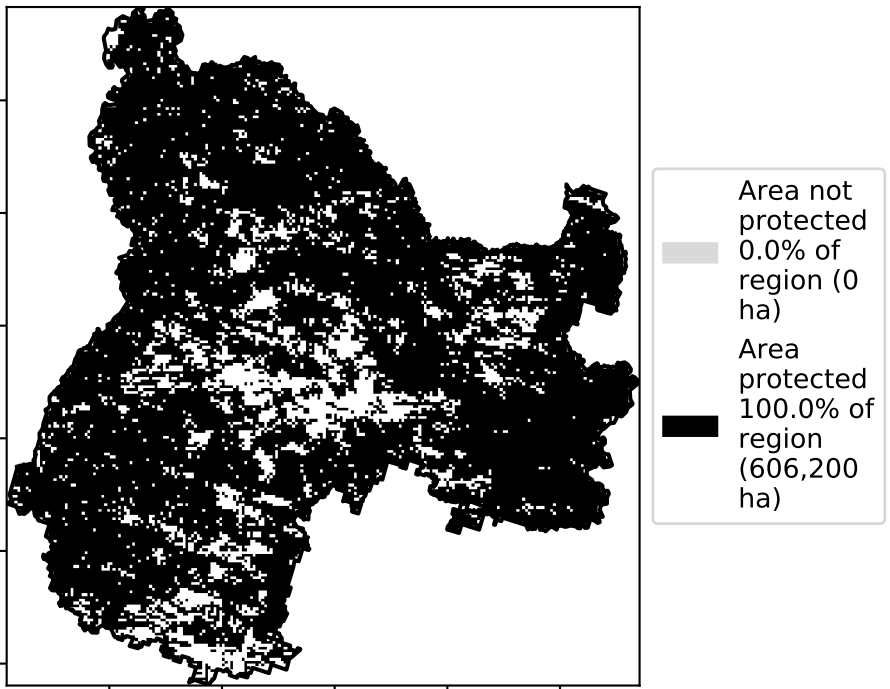 Area not
protected
0.0% of
region (0
ha)
Area
protected
100.0% of
region
(606,200
ha)